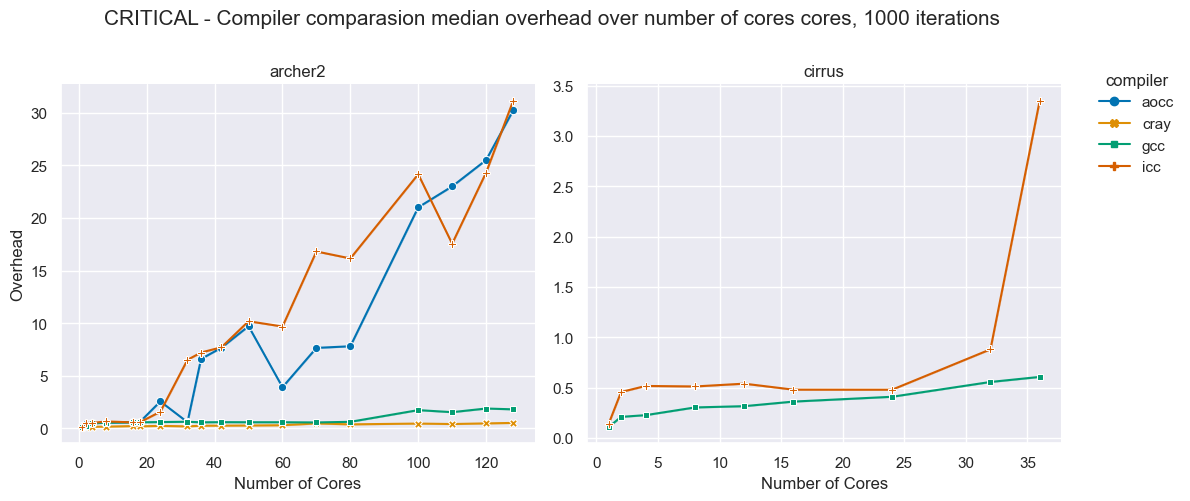 CRITICAL - Compiler comparasion median overhead over number of cores cores, 1000 iterations
archer2
Overhead
30
25
20
15
10
5
0
0 20 40 60 80 100 120
Number of Cores
cirrus
3.5
3.0
2.5
2.0
1.5
1.0
0.5
0.0
0 5 10 15 20 25 30 35
Number of Cores
compiler
aocc
cray
gcc
icc